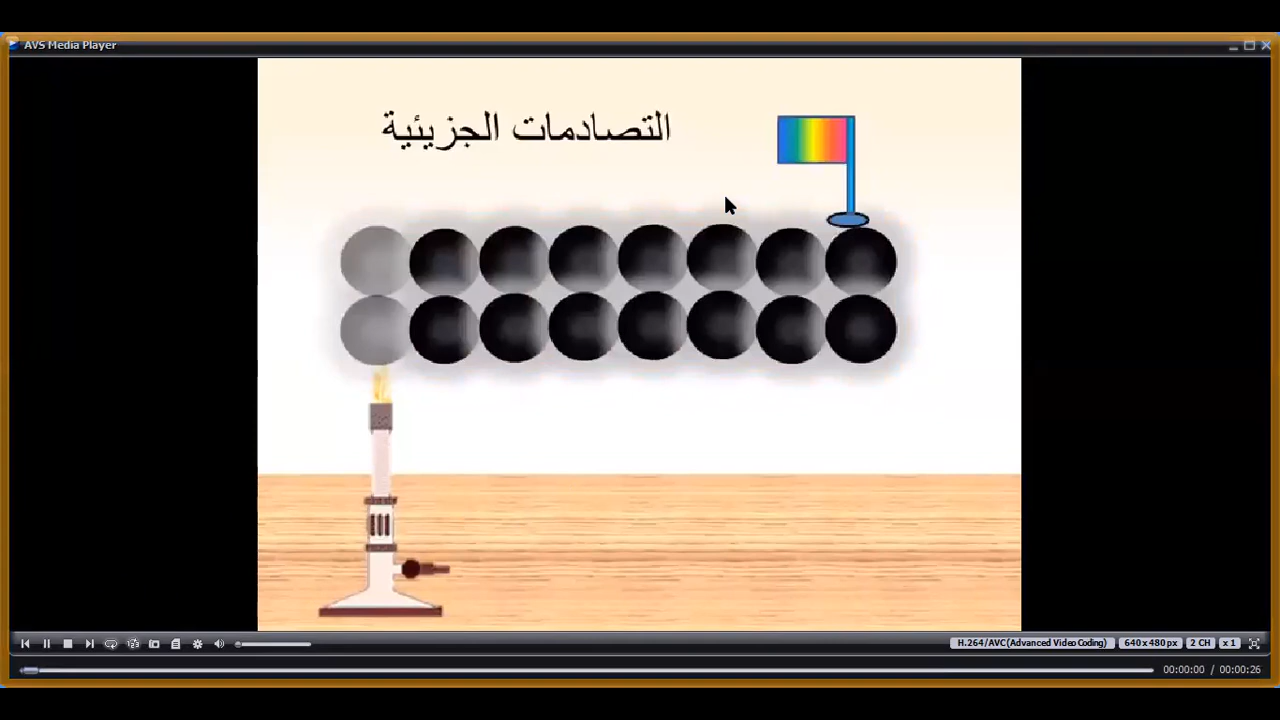 AVS Media Player
التصادمات الجزيئية
H.264/AVC(Advanced Video Coding) 640x480px 2 CH x 1
00:00:00 / 00:00:26